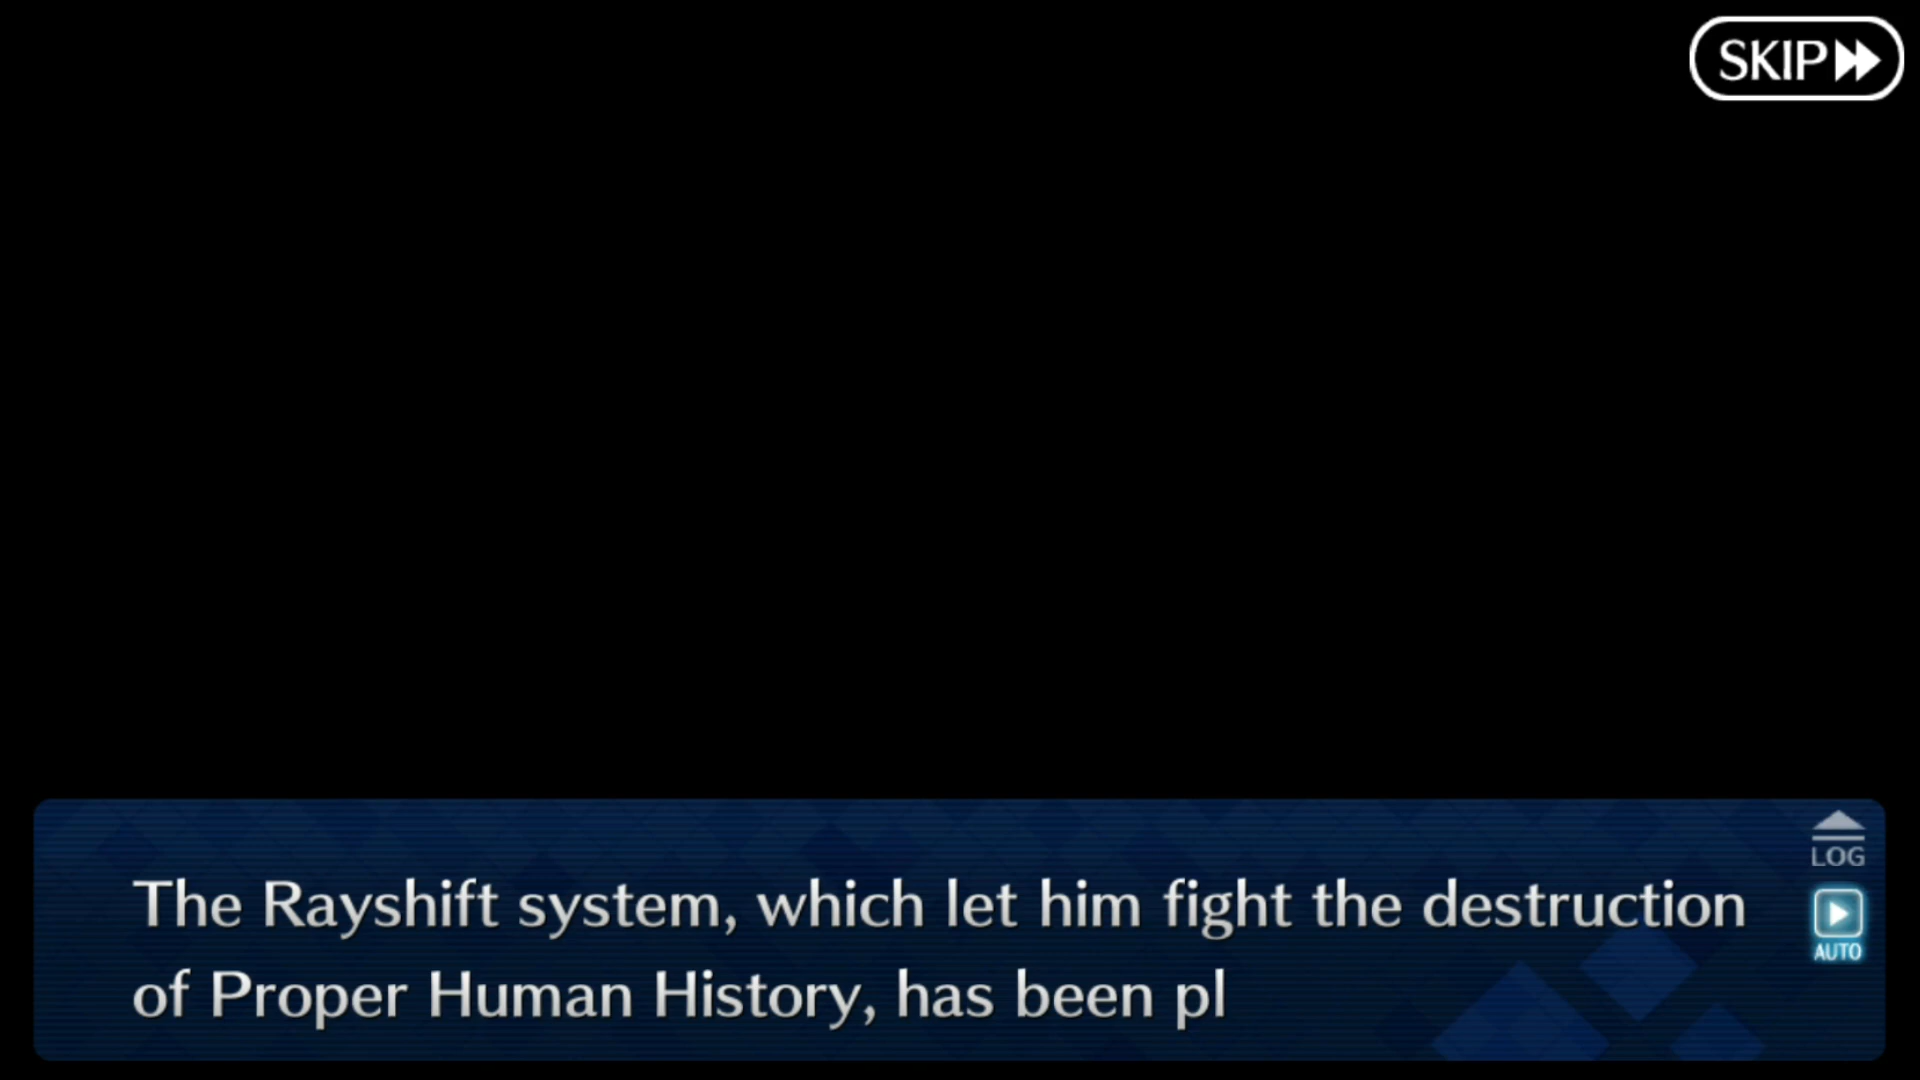 SKIP
LOG
The Rayshift system, which let him fight the destruction
of Proper Human History, has been pl
AUTO